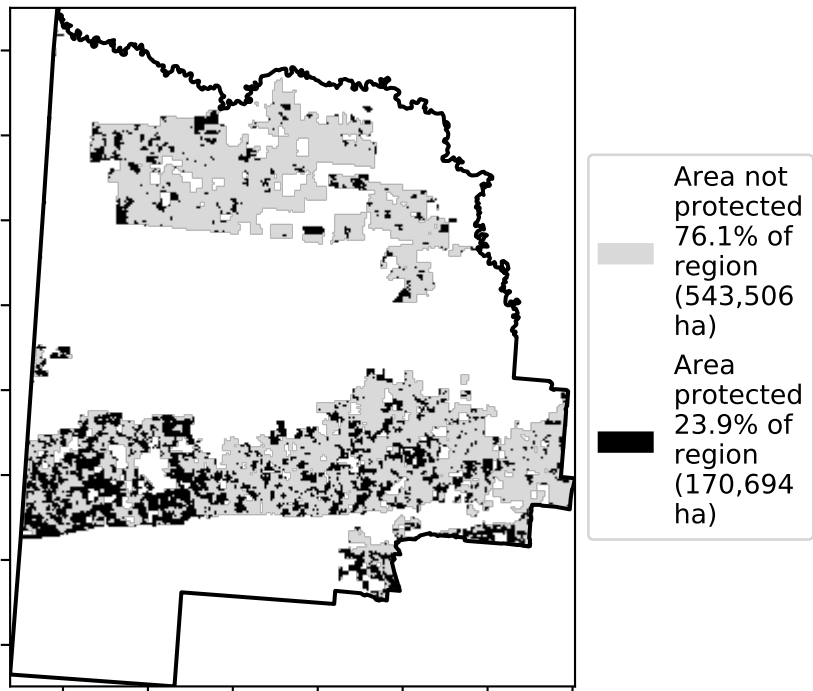 Area not
protected
76.1% of
region
(543,506
ha)
Area
protected
23.9% of
region
(170,694
ha)